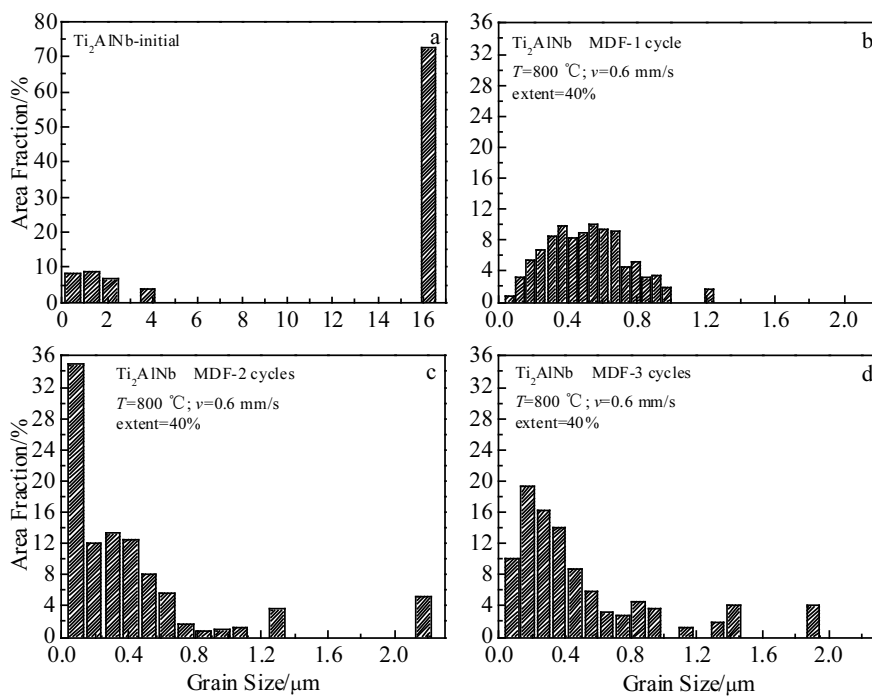 Area Fraction/%
80
70
60
50
40
30
20
10
0
Ti₂AlNb-initial
a
0 2 4 6 8 10 12 14 16
36
32
28
24
20
16
12
8
4
0
Ti₂AlNb MDF-1 cycle
b
T=800 ℃; v=0.6 mm/s
extent=40%
0.0 0.4 0.8 1.2 1.6 2.0
Area Fraction/%
36
32
28
24
20
16
12
8
4
0
Ti₂AlNb MDF-2 cycles
c
T=800 ℃; v=0.6 mm/s
extent=40%
0.0 0.4 0.8 1.2 1.6 2.0
Grain Size/μm
36
32
28
24
20
16
12
8
4
0
Ti₂AlNb MDF-3 cycles
d
T=800 ℃; v=0.6 mm/s
extent=40%
0.0 0.4 0.8 1.2 1.6 2.0
Grain Size/μm